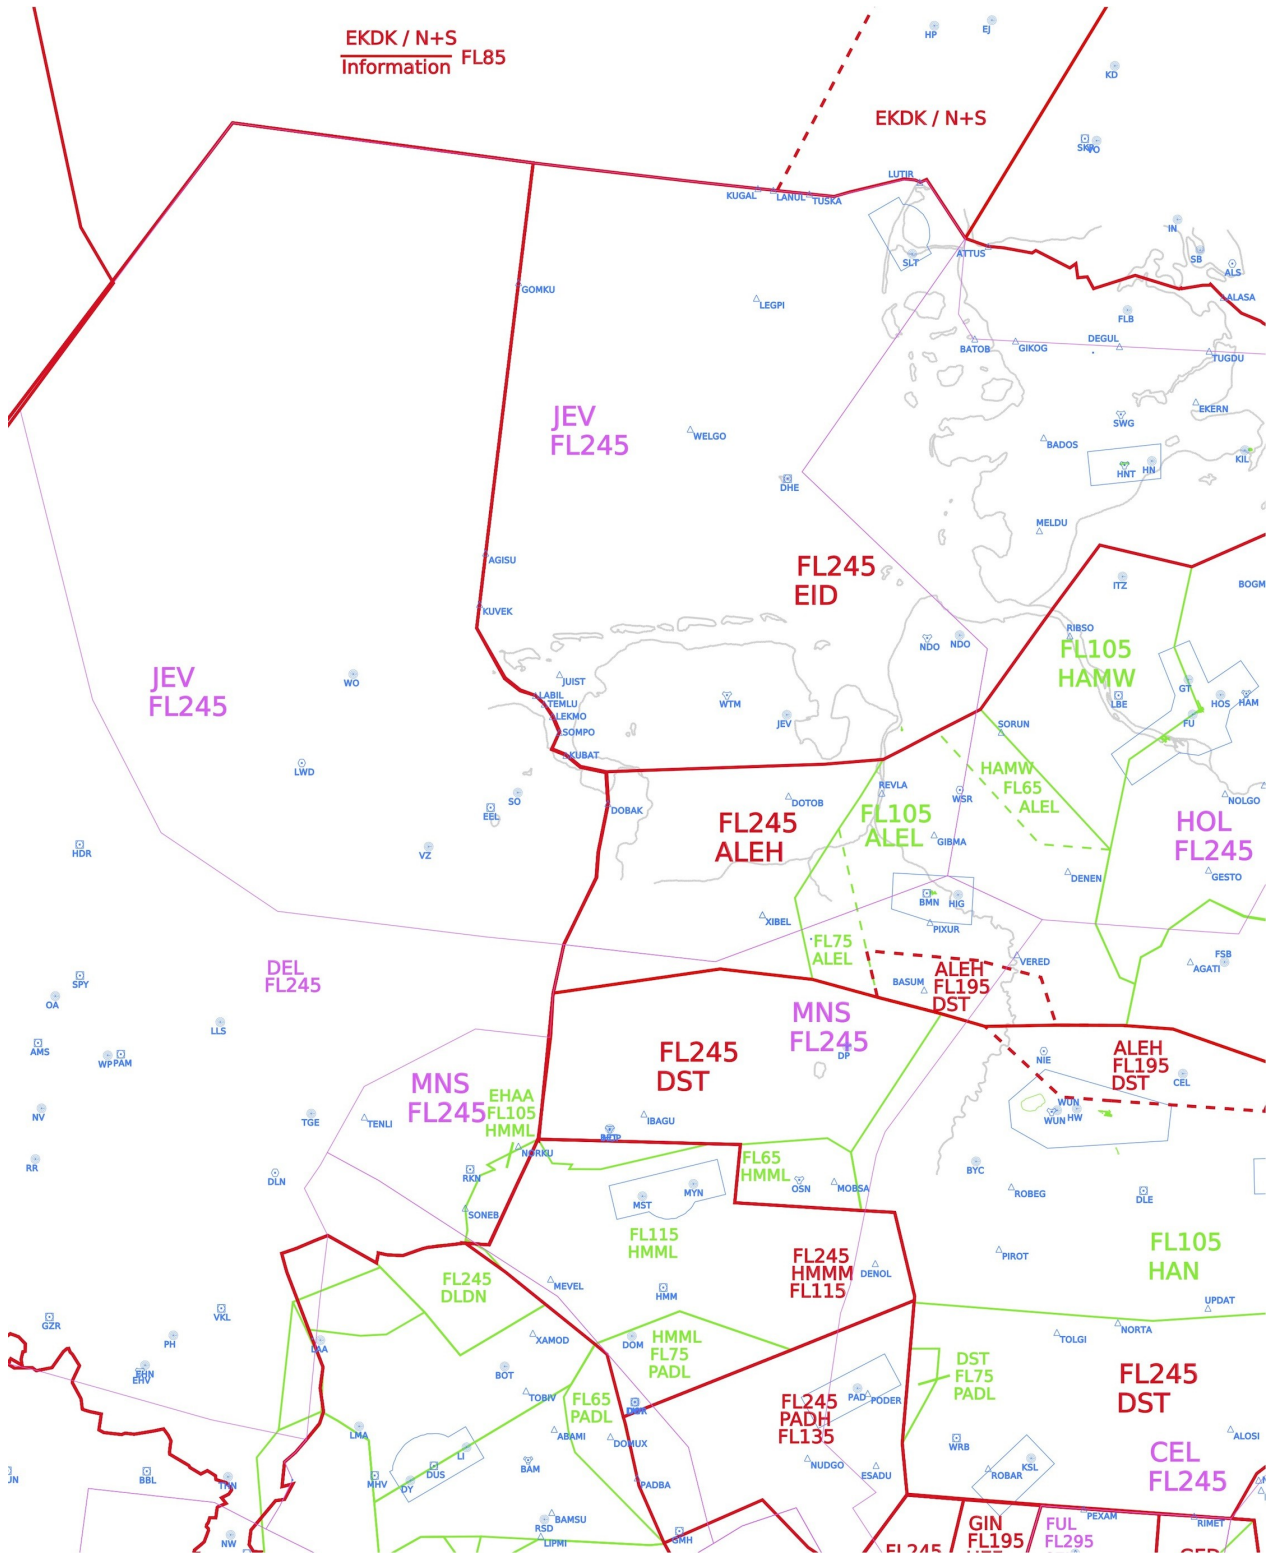 EKDK / N+S
Information FL85
HP
EJ
KD
EKDK / N+S
SKR
YO
LUTIR
KUGAL
LANUL
TUSKA
IN
SB
ALS
ATTUS
SLT
GOMKU
LEGPI
ALASA
FLB
BATOB
GIKOG
DEGUL
TUGDU
JEV
FL245
WELGO
EKERN
SWG
BADOS
KIL
HNT
HN
DHE
MELDU
AGISU
FL245
EID
ITZ
BOGM
KUVEK
RIBSO
NDO
NDO
FL105
HAMW
JEV
FL245
WO
JUIST
LABIL
TEMLU
LEKMO
SOMPO
KUBAT
WTM
JEV
GT
LBE
HOS
HAM
FU
SORUN
LWD
HAMW
FL65
ALEL
SO
EEL
DOBAK
DOTOB
REVLA
WSR
NOLGO
FL245
ALEH
FL105
ALEL
HOL
FL245
HDR
VZ
GIBMA
DENEN
GESTO
BMN
HIG
XIBEL
PIXUR
FL75
ALEL
VERED
FSB
AGATI
DEL
FL245
SPY
OA
ALEH
FL195
DST
BASUM
MNS
FL245
LLS
AMS
WP
PAM
FL245
DST
DP
NIE
ALEH
FL195
DST
CEL
MNS
FL245
EHAA
FL105
HMML
NV
TGE
TENLI
IBAGU
WUN
WUN
HW
NORKU
RR
DLN
RKN
FL65
HMML
OSN
MOBSA
BYC
ROBEG
DLE
MST
MYN
SONEB
FL115
HMML
FL105
HAN
FL245
HMMM
FL115
DENOL
PIROT
FL245
DLDN
MEVEL
HMM
UPDAT
GZR
VKL
PH
LAA
XAMOD
DOM
HMML
FL75
PADL
TOLGI
NORTA
EHN
EHV
BOT
TOBIV
DST
FL75
PADL
FL245
DST
FL65
PADL
PAD
PODER
FL245
PADH
FL135
LMA
ABAMI
DOMUX
WRB
ALOSI
CEL
FL245
JN
BBL
THN
MHV
DUS
LI
DY
BAM
PADBA
NUDGO
ESADU
ROBAR
KSL
NW
RSD
BAMSU
LIPMI
GMH
FL245
GIN
FL195
FUL
FL295
PEXAM
RIMET